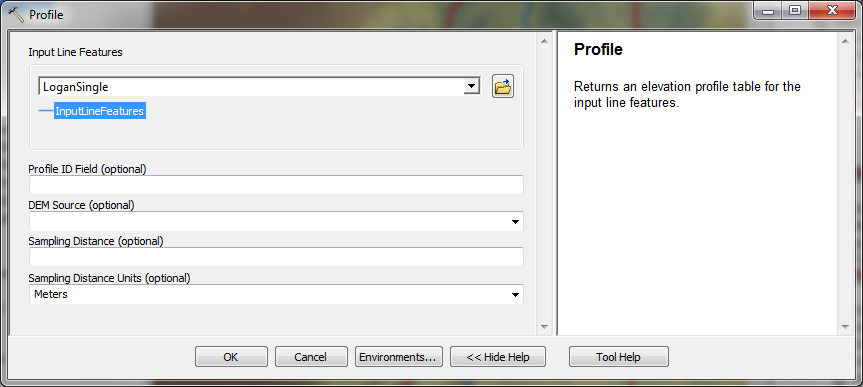 Profile
Input Line Features
LoganSingle
InputLineFeatures
Profile ID Field (optional)
DEM Source (optional)
Sampling Distance (optional)
Sampling Distance Units (optional)
Meters
Profile
Returns an elevation profile table for the
input line features.
OK
Cancel
Environments...
<< Hide Help
Tool Help